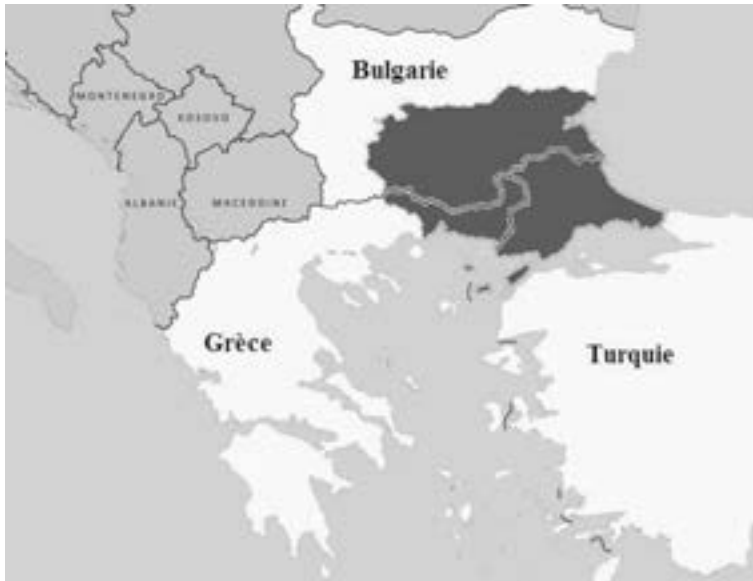 Bulgarie
MONTENEGRO
KOSOVO
ALBANIE
MACEDOINE
Grèce
Turquie